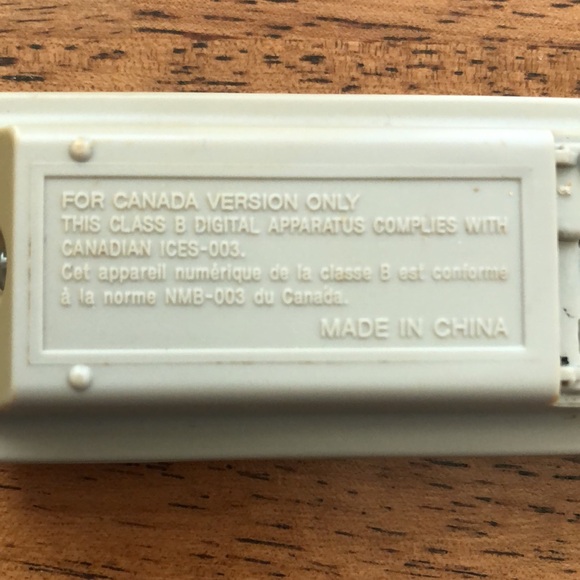 FOR CANADA VERSION ONLY
THIS CLASS B DIGITAL APPARATUS COMPLIES WITH
CANADIAN ICES-003.
Cet appareil numérique de la classe B est conforme
à la norme NMB-003 du Canada.
MADE IN CHINA